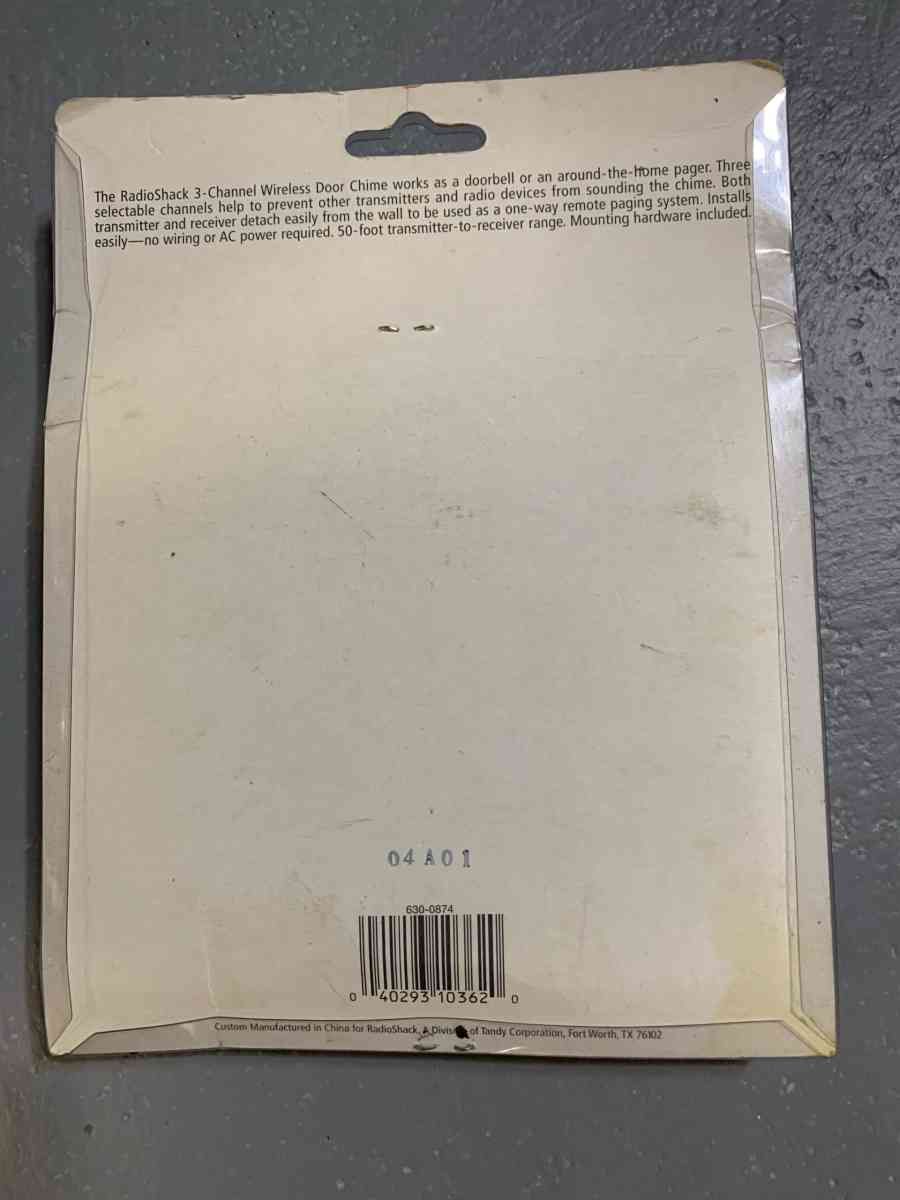 The RadioShack 3-Channel Wireless Door Chime works as a doorbell or an around-the-home pager. Three
selectable channels help to prevent other transmitters and radio devices from sounding the chime. Both
transmitter and receiver detach easily from the wall to be used as a one-way remote paging system. Installs
easily—no wiring or AC power required. 50-foot transmitter-to-receiver range. Mounting hardware included.
04 A01
630-0874
0 40293 10362 0
Custom Manufactured in China for RadioShack, A Division of Tandy Corporation, Fort Worth, TX 76102